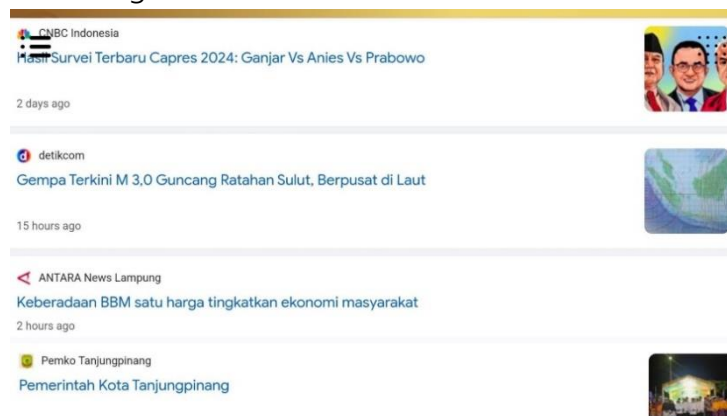 CNBC Indonesia
Hasil Survei Terbaru Capres 2024: Ganjar Vs Anies Vs Prabowo
2 days ago
detikcom
Gempa Terkini M 3,0 Guncang Ratahan Sulut, Berpusat di Laut
15 hours ago
ANTARA News Lampung
Keberadaan BBM satu harga tingkatkan ekonomi masyarakat
2 hours ago
Pemko Tanjungpinang
Pemerintah Kota Tanjungpinang